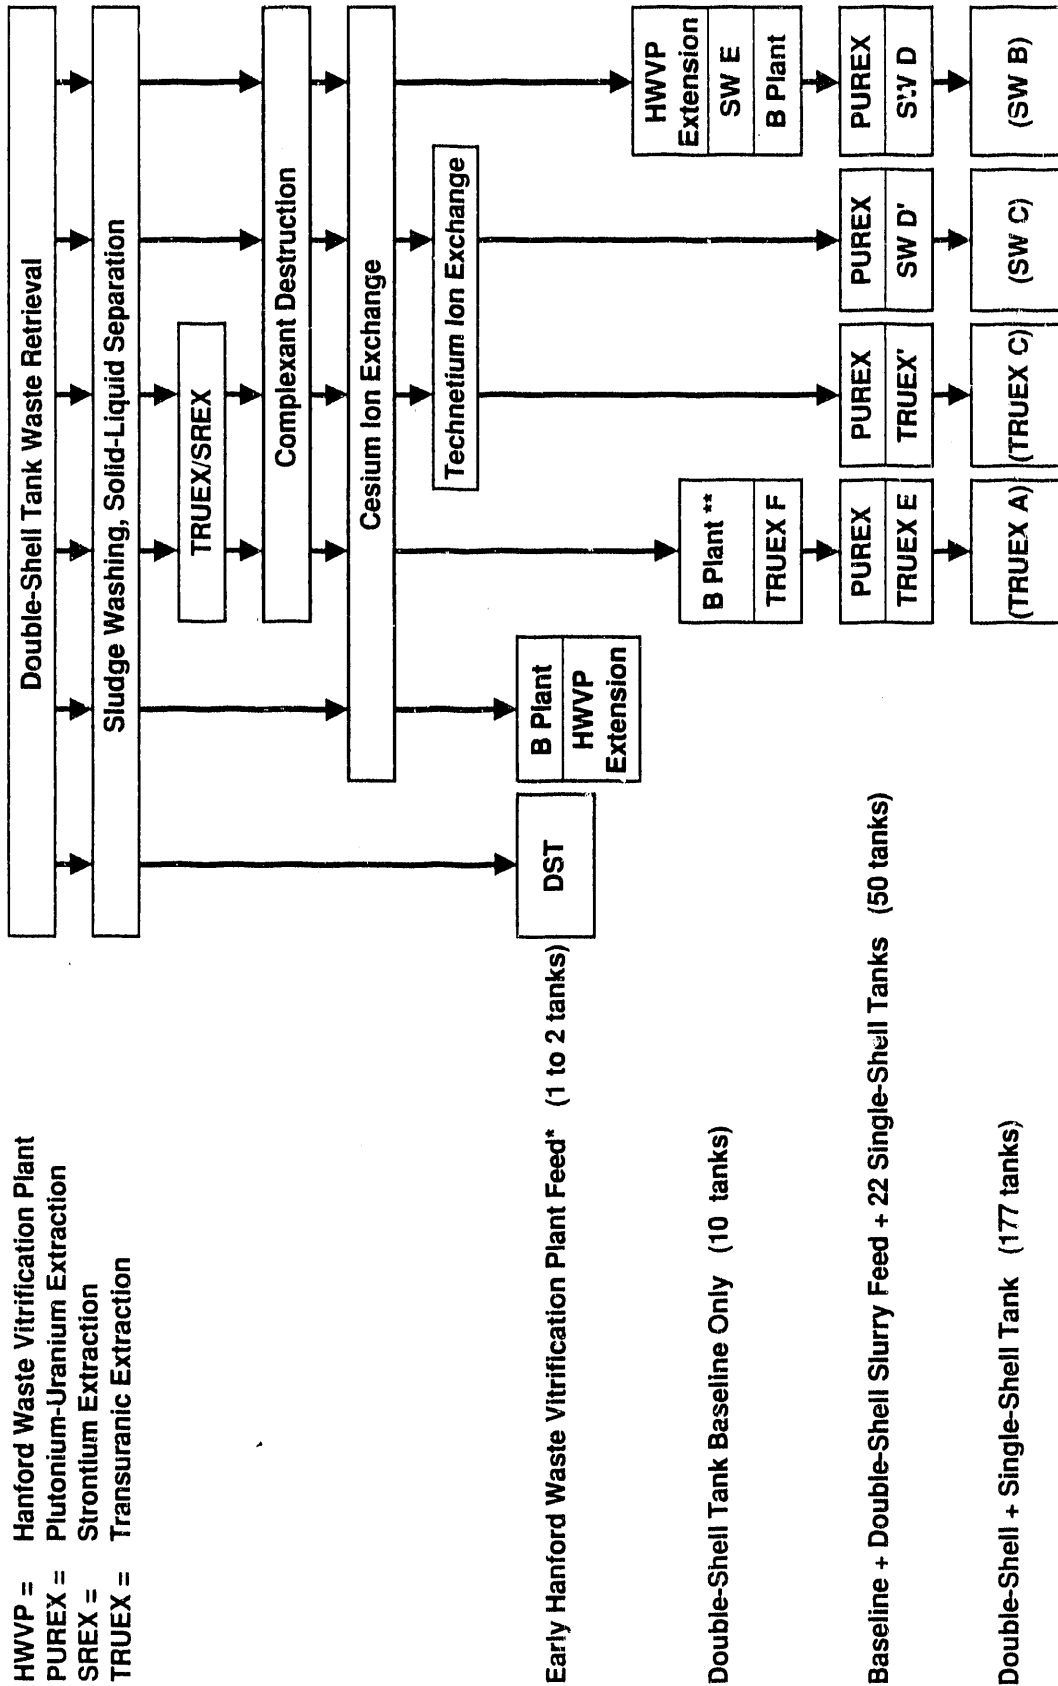 HWVP = Hanford Waste Vitrification Plant
PUREX = Plutonium-Uranium Extraction
SREX = Strontium Extraction
TRUEX = Transuranic Extraction
Double-Shell Tank Waste Retrieval
Sludge Washing, Solid-Liquid Separation
TRUEX/SREX
Complexant Destruction
Cesium Ion Exchange
Technetium Ion Exchange
Early Hanford Waste Vitrification Plant Feed* (1 to 2 tanks)
DST
B Plant
HWVP
Extension
Double-Shell Tank Baseline Only (10 tanks)
B Plant **
TRUEX F
HWVP
Extension
SW E
B Plant
Baseline + Double-Shell Slurry Feed + 22 Single-Shell Tanks (50 tanks)
PUREX
TRUEX E
PUREX
TRUEX'
PUREX
SW D'
PUREX
SW D
Double-Shell + Single-Shell Tank (177 tanks)
(TRUEX A)
(TRUEX C)
(SW C)
(SW B)